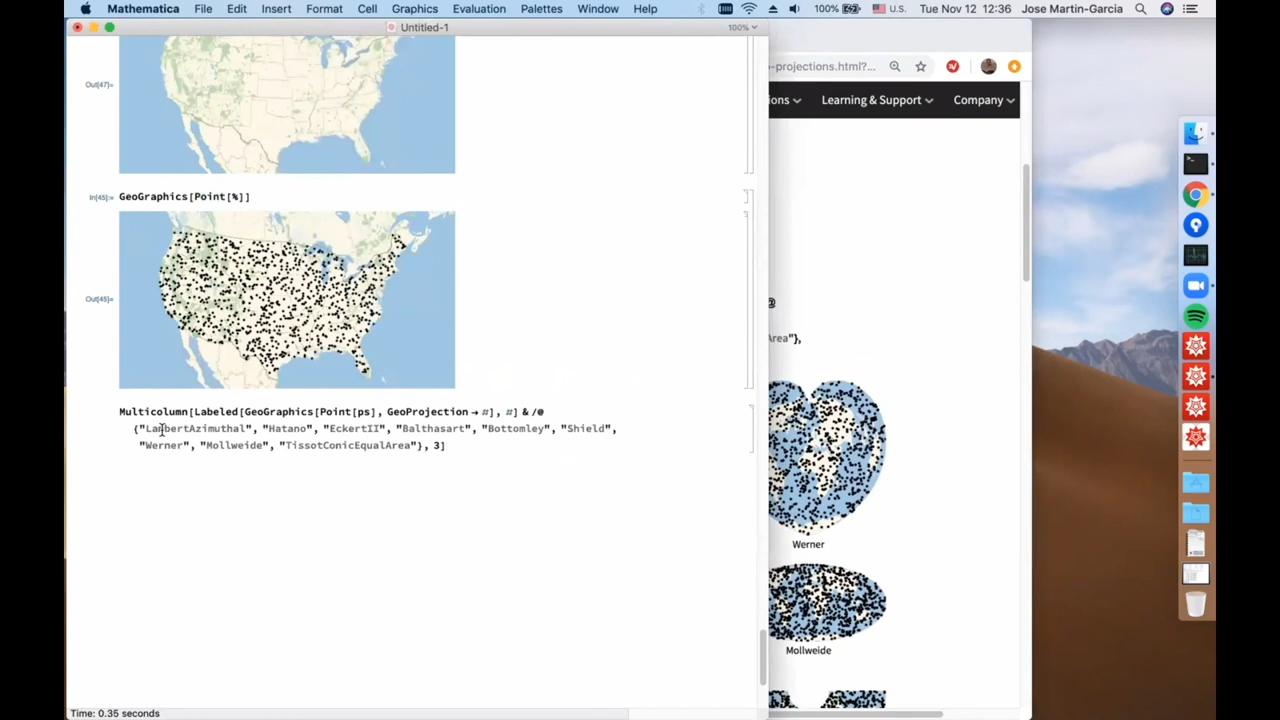 Mathematica File Edit Insert Format Cell Graphics Evaluation Palettes Window Help 100% U.S. Tue Nov 12 12:36 Jose Martin-Garcia
Untitled-1 100%
-projections.html?...
ions Learning & Support Company
Out[47]=
In[45]:= GeoGraphics[Point[%]]
Out[45]=
Multicolumn[Labeled[GeoGraphics[Point[ps], GeoProjection → #], #] & /@
{"LambertAzimuthal", "Hatano", "EckertII", "Balthasart", "Bottomley", "Shield",
"Werner", "Mollweide", "TissotConicEqualArea"}, 3]
@
Area"},
Werner
Mollweide
Time: 0.35 seconds